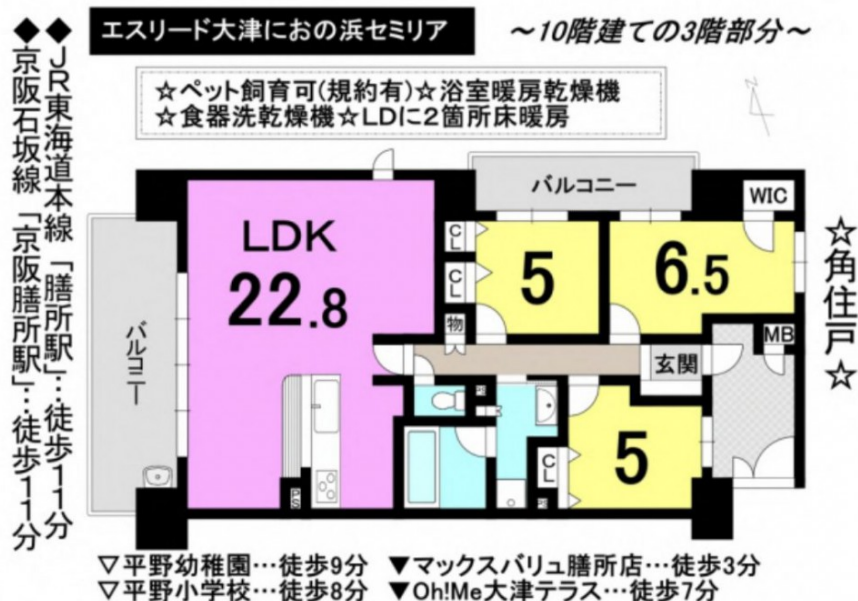 エスリード大津におの浜セミリア
～10階建ての3階部分～
☆ペット飼育可(規約有)☆浴室暖房乾燥機
☆食器洗乾燥機☆LDに2箇所床暖房
◆JR東海道本線「膳所駅」…徒歩11分
◆京阪石坂線「京阪膳所駅」…徒歩11分
バルコニー
WIC
LDK
22.8
CL
CL
5
6.5
☆角住戸☆
バルコニー
物
玄関
MB
5
CL
PS
▽平野幼稚園…徒歩9分 ▼マックスバリュ膳所店…徒歩3分
▽平野小学校…徒歩8分 ▼Oh!Me大津テラス…徒歩7分